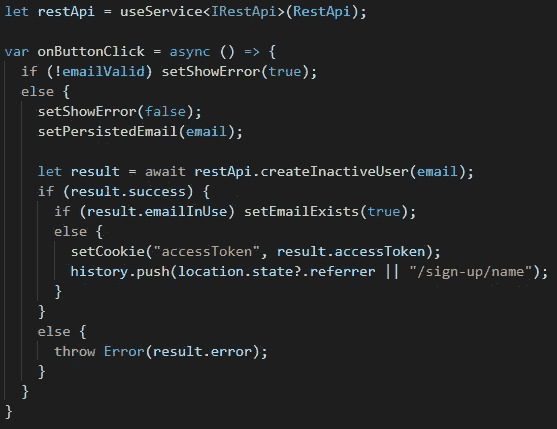 let restApi = useService<IRestApi>(RestApi);

var onButtonClick = async () => {
  if (!emailValid) setShowError(true);
  else {
    setShowError(false);
    setPersistedEmail(email);

    let result = await restApi.createInactiveUser(email);
    if (result.success) {
      if (result.emailInUse) setEmailExists(true);
      else {
        setCookie("accessToken", result.accessToken);
        history.push(location.state?.referrer || "/sign-up/name");
      }
    }
    else {
      throw Error(result.error);
    }
  }
}